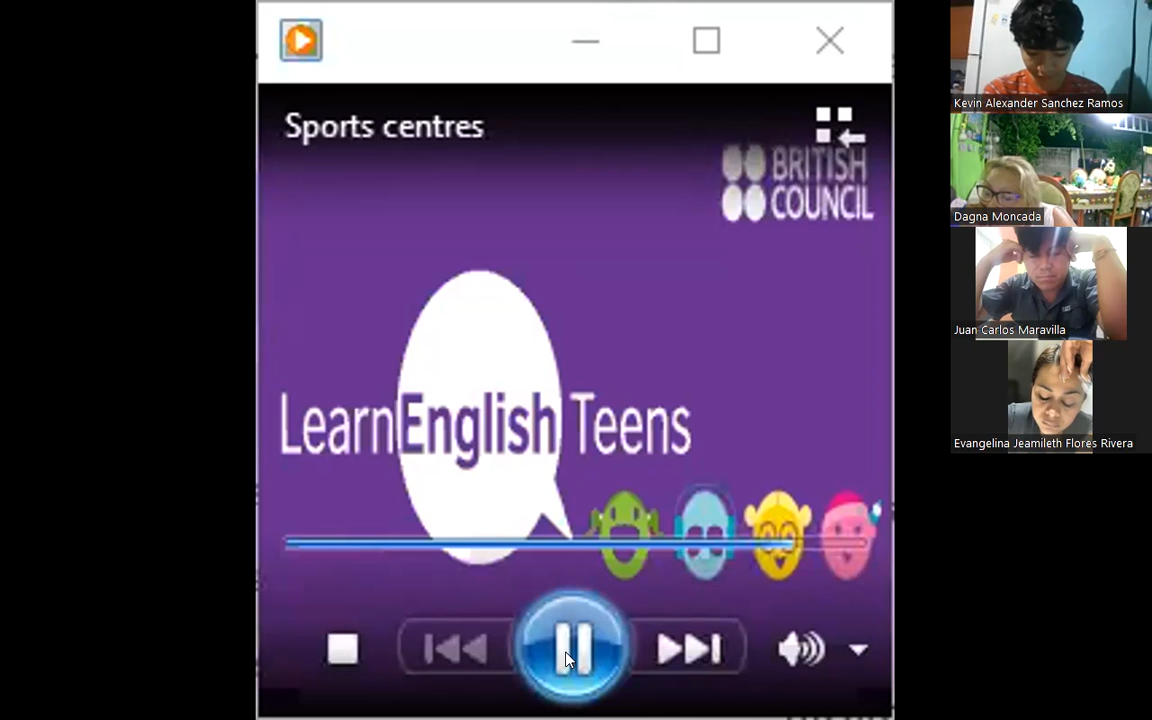 Sports centres
BRITISH
COUNCIL
LearnEnglish Teens
Kevin Alexander Sanchez Ramos
Dagna Moncada
Juan Carlos Maravilla
Evangelina Jeamileth Flores Rivera